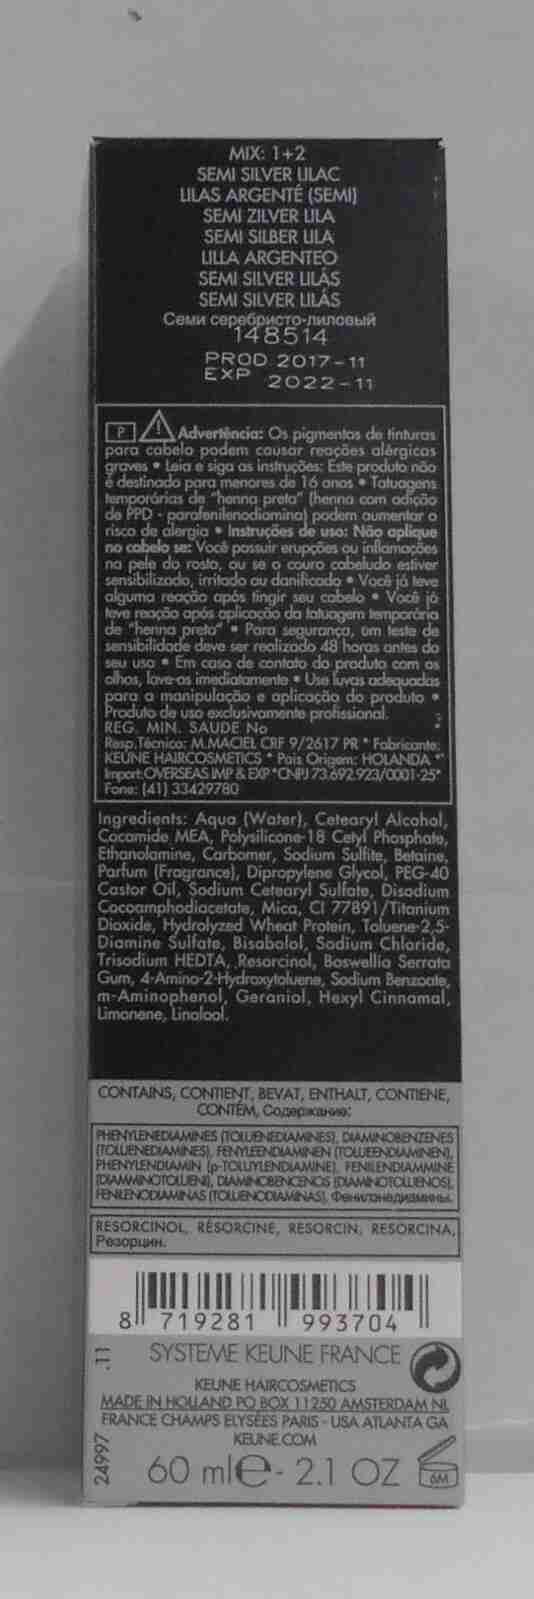 MIX: 1+2
SEMI SILVER LILAC
LILAS ARGENTÉ (SEMI)
SEMI ZILVER LILA
SEMI SILBER LILA
LILLA ARGENTEO
SEMI SILVER LILÁS
SEMI SILVER LILÁS
Семи серебристо-лиловый
148514
PROD 2017-11
EXP 2022-11
P Advertência: Os pigmentos de tinturas
para cabelo podem causar reações alérgicas
graves • Leia e siga as instruções: Este produto não
é destinado para menores de 16 anos • Tatuagens
temporárias de "henna preta" (henna com adição
de PPD - parafenilenodiamina) podem aumentar o
risco de alergia • Instruções de uso: Não aplique
no cabelo se: Você possuir erupções ou inflamações
na pele do rosto, ou se o couro cabeludo estiver
sensibilizado, irritado ou danificado • Você já teve
alguma reação após tingir seu cabelo • Você já
teve reação após aplicação da tatuagem temporária
de "henna preta" • Para segurança, um teste de
sensibilidade deve ser realizado 48 horas antes do
seu uso • Em caso de contato do produto com os
olhos, lave-os imediatamente • Use luvas adequadas
para a manipulação e aplicação do produto •
Produto de uso exclusivamente profissional.
REG. MIN. SAUDE No
Resp.Técnico: M.MACIEL CRF 9/2617 PR * Fabricante:
KEUNE HAIRCOSMETICS * Pais Origem: HOLANDA *
Import:OVERSEAS IMP & EXP *CNPJ 73.692.923/0001-25*
Fone: (41) 33429780
Ingredients: Aqua (Water), Cetearyl Alcohol,
Cocamide MEA, Polysilicone-18 Cetyl Phosphate,
Ethanolamine, Carbomer, Sodium Sulfite, Betaine,
Parfum (Fragrance), Dipropylene Glycol, PEG-40
Castor Oil, Sodium Cetearyl Sulfate, Disodium
Cocoamphodiacetate, Mica, CI 77891/Titanium
Dioxide, Hydrolyzed Wheat Protein, Toluene-2,5-
Diamine Sulfate, Bisabolol, Sodium Chloride,
Trisodium HEDTA, Resorcinol, Boswellia Serrata
Gum, 4-Amino-2-Hydroxytoluene, Sodium Benzoate,
m-Aminophenol, Geraniol, Hexyl Cinnamal,
Limonene, Linalool.
CONTAINS, CONTIENT, BEVAT, ENTHALT, CONTIENE,
CONTÉM, Содержание:
PHENYLENEDIAMINES (TOLUENEDIAMINES), DIAMINOBENZENES
(TOLUENEDIAMINES), FENYLEENDIAMINEN (TOLUEENDIAMINEN),
PHENYLENDIAMIN (p-TOLUYLENDIAMINE), FENILENDIAMMINE
(DIAMMINOTOLUENI), DIAMINOBENCENOS (DIAMINOTOLUENOS),
FENILENODIAMINAS (TOLUENODIAMINAS), Фенилэнедиамины.
RESORCINOL, RÉSORCINE, RESORCIN, RESORCINA,
Резорцин.
8 719281 993704
SYSTEME KEUNE FRANCE
KEUNE HAIRCOSMETICS
MADE IN HOLLAND PO BOX 11250 AMSTERDAM NL
FRANCE CHAMPS ELYSÉES PARIS - USA ATLANTA GA
KEUNE.COM
60 ml e - 2.1 OZ
6M
24997 .11